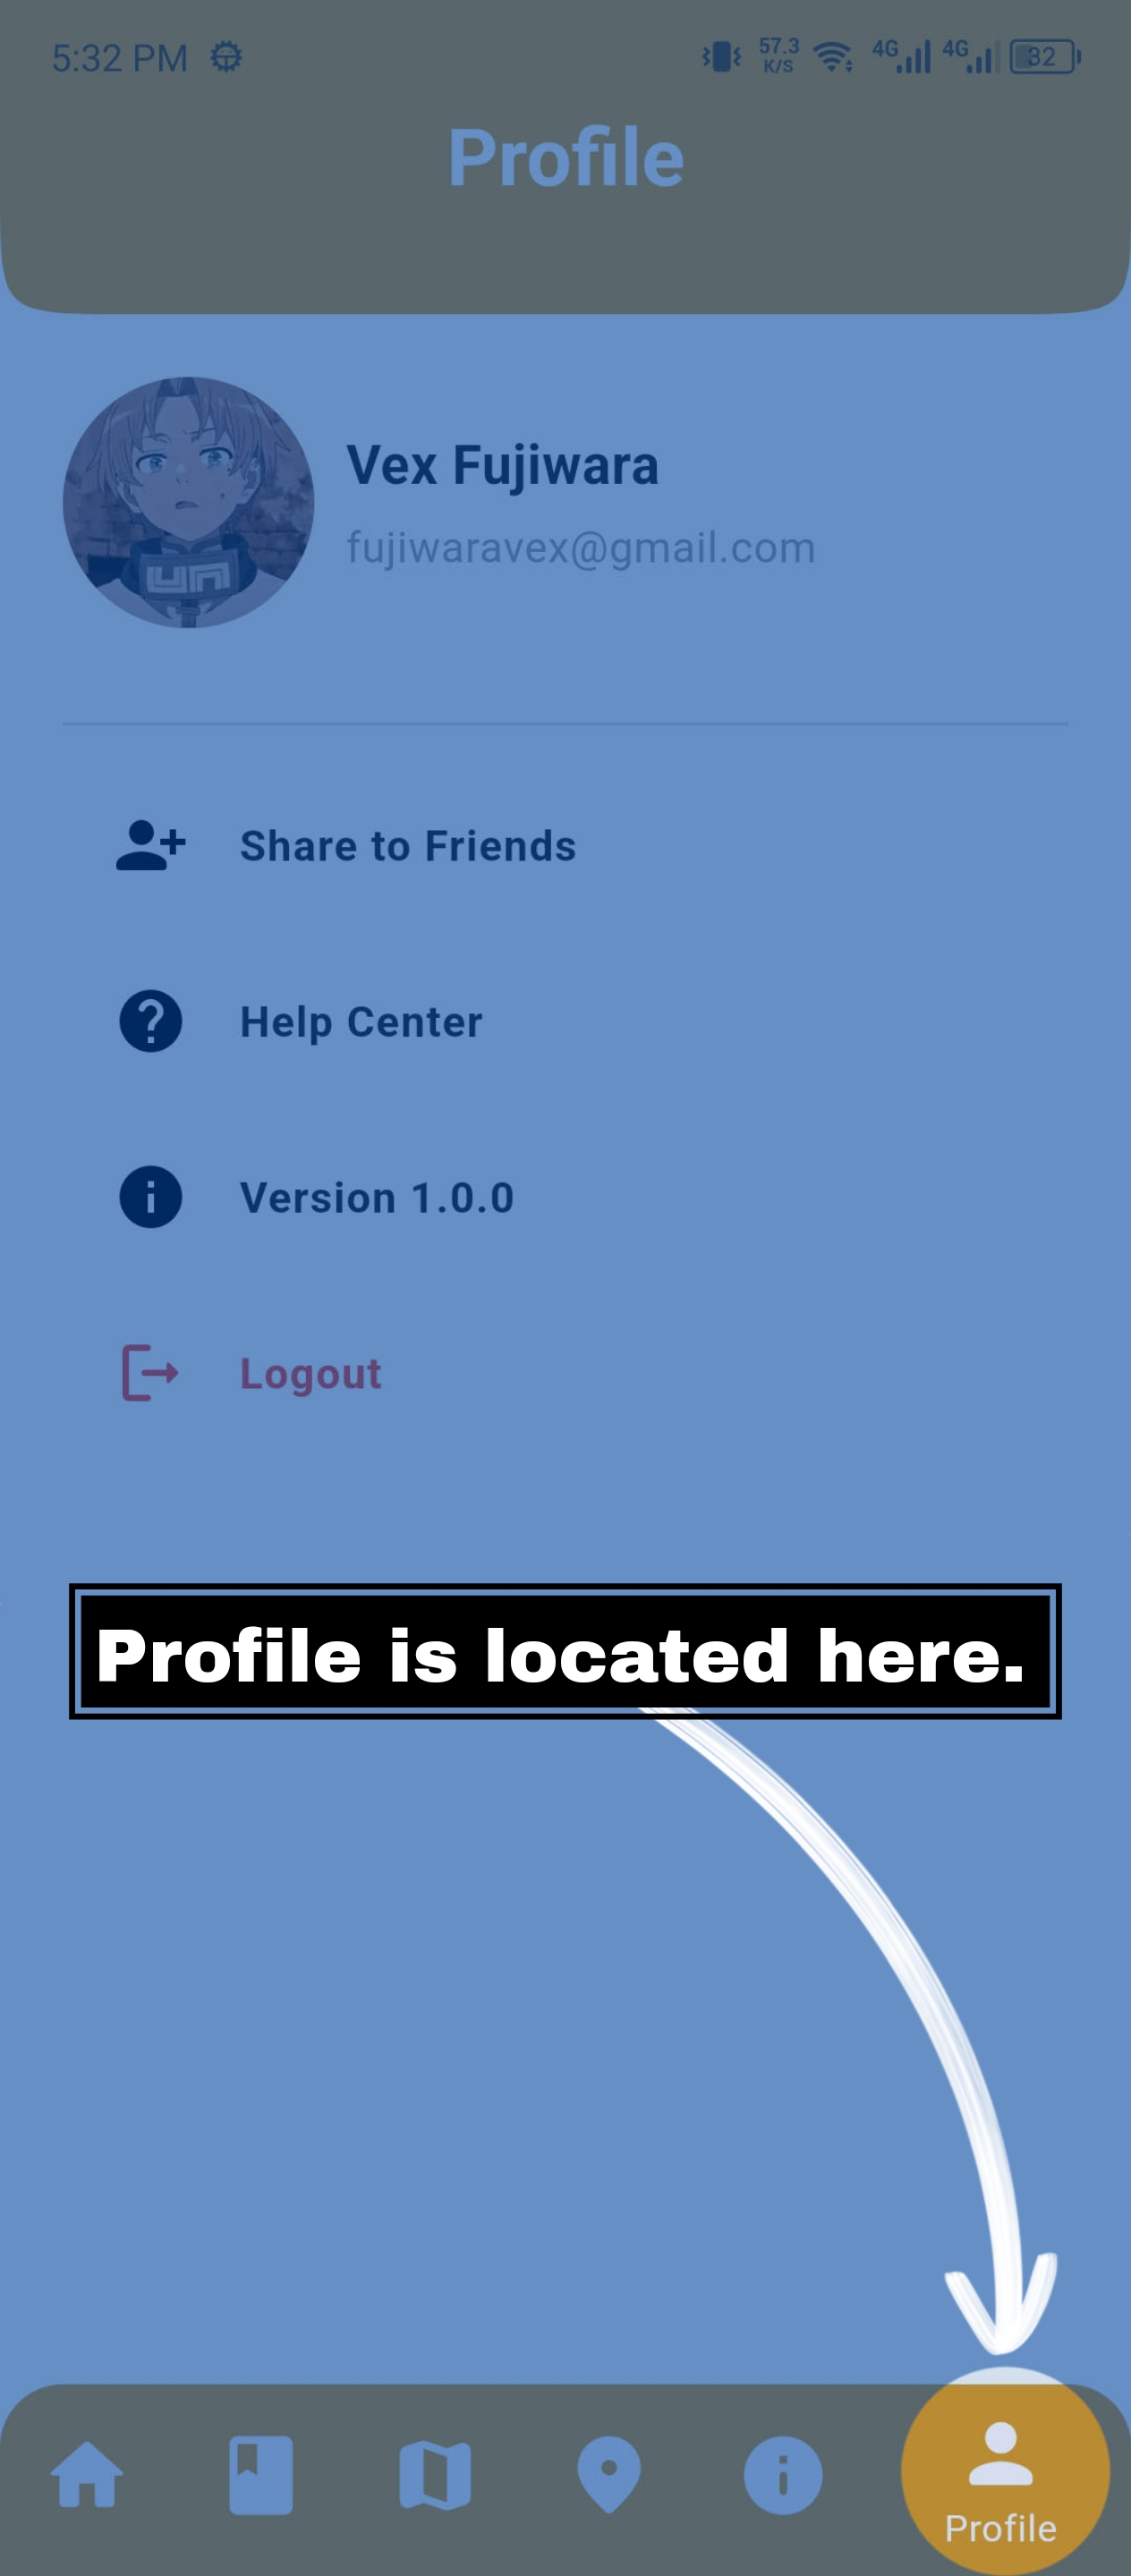 5:32 PM 57.3 K/S 4G 4G 32
Profile
Vex Fujiwara
fujiwaravex@gmail.com
Share to Friends
Help Center
Version 1.0.0
Logout
Profile is located here.
Profile